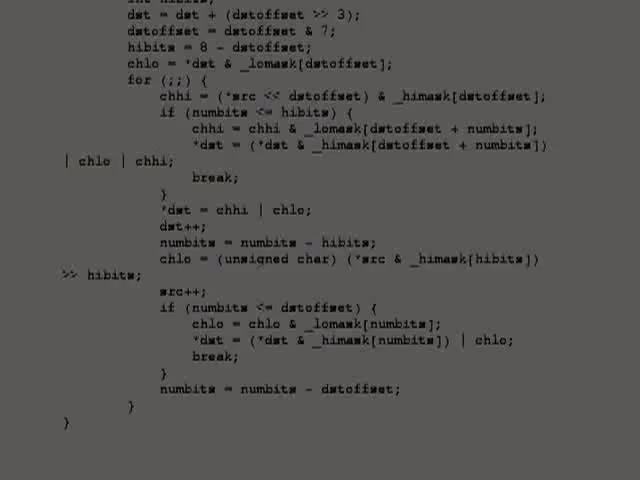 int hibits;
dst = dst + (dstoffset >> 3);
dstoffset = dstoffset & 7;
hibits = 8 - dstoffset;
chlo = *dst & _lomask[dstoffset];
for (;;) {
chhi = (*src << dstoffset) & _himask[dstoffset];
if (numbits <= hibits) {
chhi = chhi & _lomask[dstoffset + numbits];
*dst = (*dst & _himask[dstoffset + numbits])
| chlo | chhi;
break;
}
*dst = chhi | chlo;
dst++;
numbits = numbits - hibits;
chlo = (unsigned char) (*src & _himask[hibits])
>> hibits;
src++;
if (numbits <= dstoffset) {
chlo = chlo & _lomask[numbits];
*dst = (*dst & _himask[numbits]) | chlo;
break;
}
numbits = numbits - dstoffset;
}
}